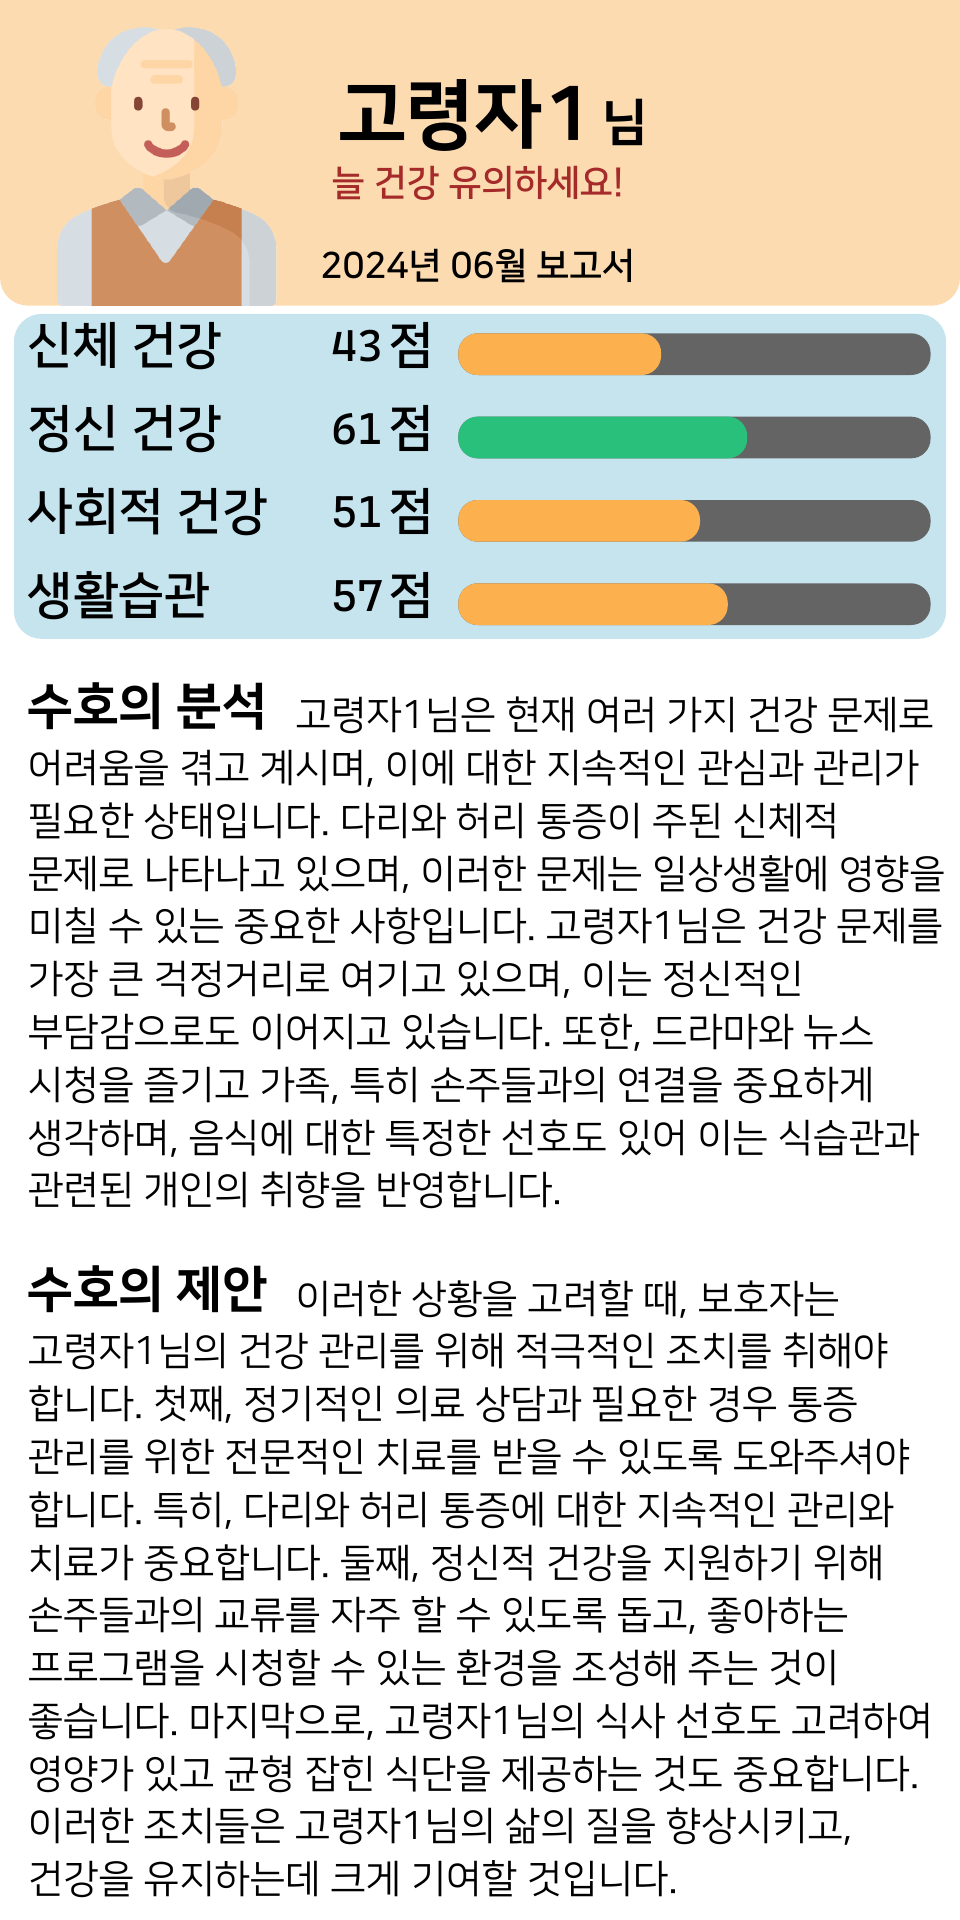 고령자1 님
늘 건강 유의하세요!
2024년 06월 보고서
신체 건강 43 점
정신 건강 61 점
사회적 건강 51 점
생활습관 57 점
수호의 분석 고령자1님은 현재 여러 가지 건강 문제로
어려움을 겪고 계시며, 이에 대한 지속적인 관심과 관리가
필요한 상태입니다. 다리와 허리 통증이 주된 신체적
문제로 나타나고 있으며, 이러한 문제는 일상생활에 영향을
미칠 수 있는 중요한 사항입니다. 고령자1님은 건강 문제를
가장 큰 걱정거리로 여기고 있으며, 이는 정신적인
부담감으로도 이어지고 있습니다. 또한, 드라마와 뉴스
시청을 즐기고 가족, 특히 손주들과의 연결을 중요하게
생각하며, 음식에 대한 특정한 선호도 있어 이는 식습관과
관련된 개인의 취향을 반영합니다.
수호의 제안 이러한 상황을 고려할 때, 보호자는
고령자1님의 건강 관리를 위해 적극적인 조치를 취해야
합니다. 첫째, 정기적인 의료 상담과 필요한 경우 통증
관리를 위한 전문적인 치료를 받을 수 있도록 도와주셔야
합니다. 특히, 다리와 허리 통증에 대한 지속적인 관리와
치료가 중요합니다. 둘째, 정신적 건강을 지원하기 위해
손주들과의 교류를 자주 할 수 있도록 돕고, 좋아하는
프로그램을 시청할 수 있는 환경을 조성해 주는 것이
좋습니다. 마지막으로, 고령자1님의 식사 선호도 고려하여
영양가 있고 균형 잡힌 식단을 제공하는 것도 중요합니다.
이러한 조치들은 고령자1님의 삶의 질을 향상시키고,
건강을 유지하는데 크게 기여할 것입니다.